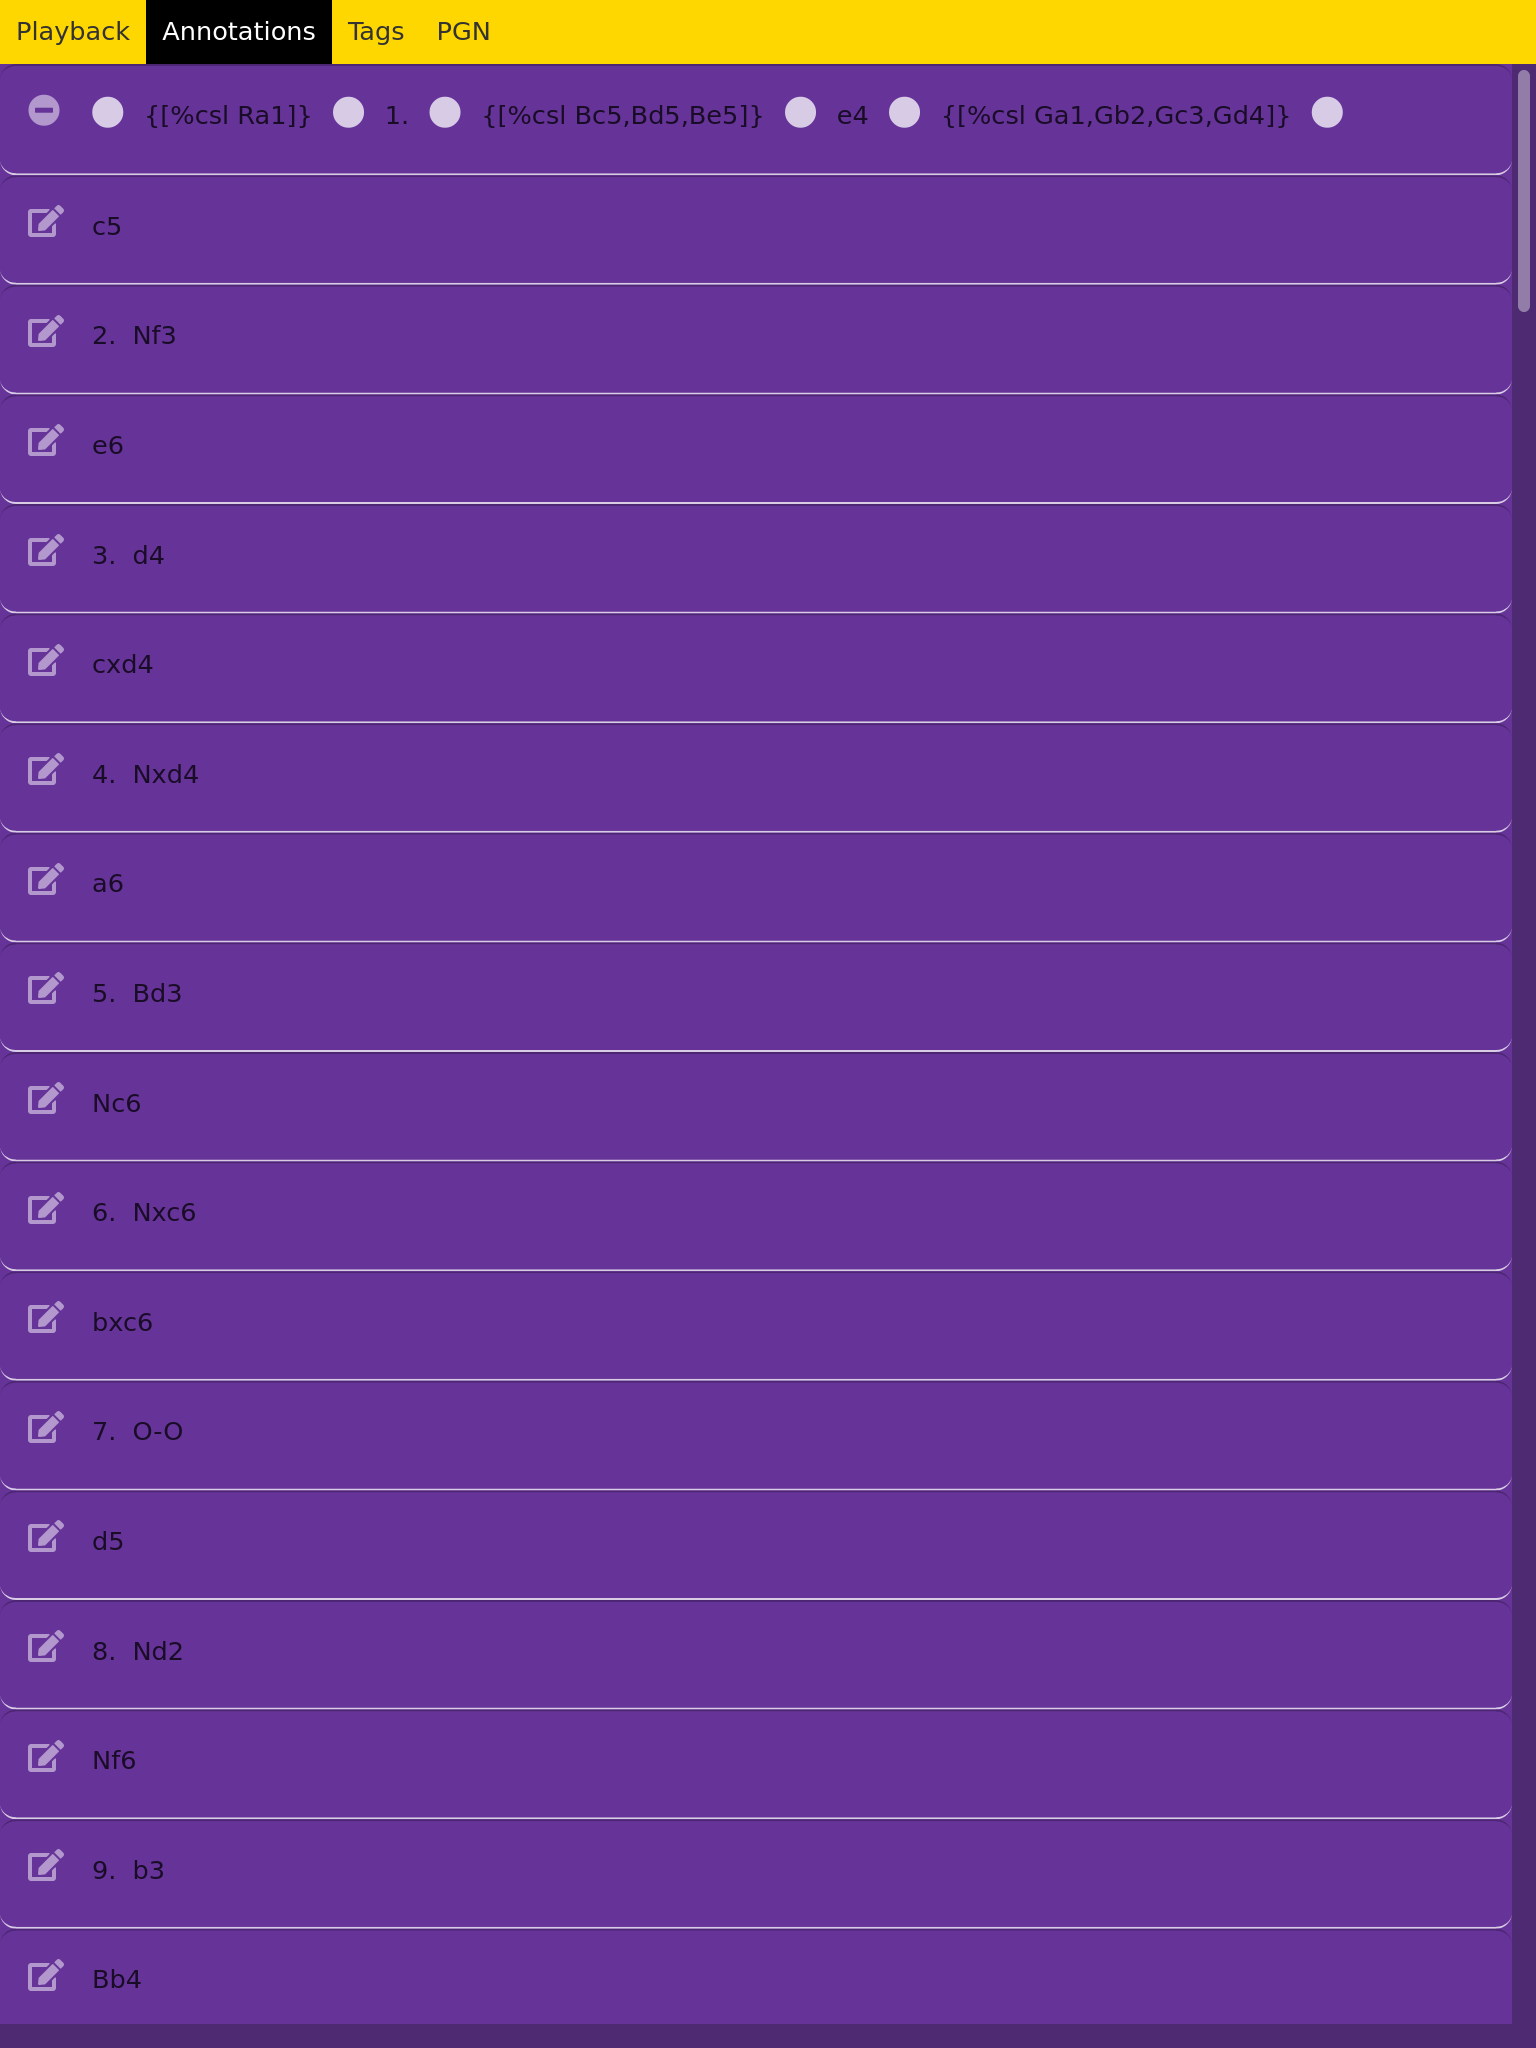 Playback Annotations Tags PGN
{[%csl Ra1]} 1. {[%csl Bc5,Bd5,Be5]} e4 {[%csl Ga1,Gb2,Gc3,Gd4]}
c5
2. Nf3
e6
3. d4
cxd4
4. Nxd4
a6
5. Bd3
Nc6
6. Nxc6
bxc6
7. O-O
d5
8. Nd2
Nf6
9. b3
Bb4